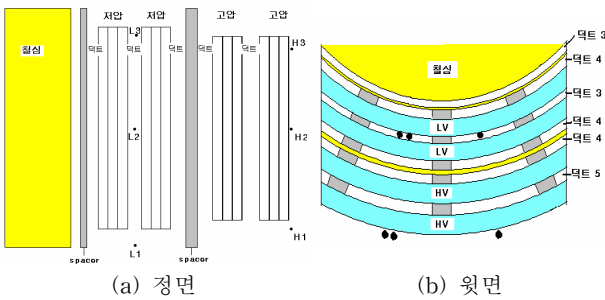 저압 저압 고압 고압
철심
덕트 덕트 덕트 덕트 덕트
L3
H3
L2
H2
H1
L1
spacor spacor
(a) 정면
덕트 3
덕트 4
철심
덕트 3
LV
덕트 4
LV
덕트 4
HV
덕트 5
HV
(b) 윗면